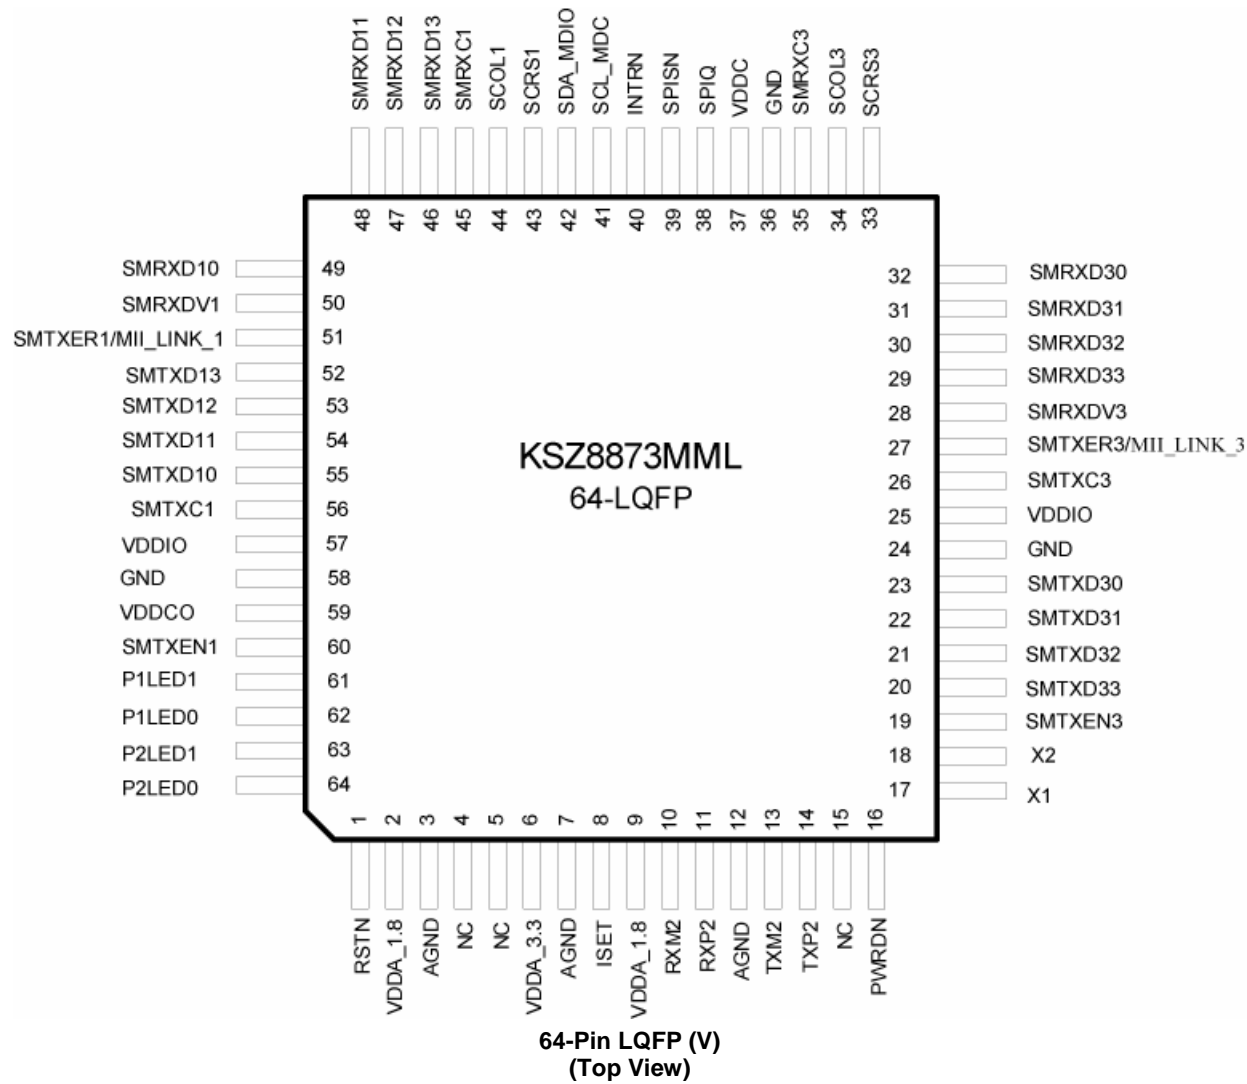 SMRXD11
SMRXD12
SMRXD13
SMRXC1
SCOL1
SCRS1
SDA_MDIO
SCL_MDC
INTRN
SPISN
SPIQ
VDDC
GND
SMRXC3
SCOL3
SCRS3
48
47
46
45
44
43
42
41
40
39
38
37
36
35
34
33
SMRXD10 49
SMRXDV1 50
SMTXER1/MII_LINK_1 51
SMTXD13 52
SMTXD12 53
SMTXD11 54
SMTXD10 55
SMTXC1 56
VDDIO 57
GND 58
VDDCO 59
SMTXEN1 60
P1LED1 61
P1LED0 62
P2LED1 63
P2LED0 64
KSZ8873MML
64-LQFP
32 SMRXD30
31 SMRXD31
30 SMRXD32
29 SMRXD33
28 SMRXDV3
27 SMTXER3/MII_LINK_3
26 SMTXC3
25 VDDIO
24 GND
23 SMTXD30
22 SMTXD31
21 SMTXD32
20 SMTXD33
19 SMTXEN3
18 X2
17 X1
1
2
3
4
5
6
7
8
9
10
11
12
13
14
15
16
RSTN
VDDA_1.8
AGND
NC
NC
VDDA_3.3
AGND
ISET
VDDA_1.8
RXM2
RXP2
AGND
TXM2
TXP2
NC
PWRDN
64-Pin LQFP (V)
(Top View)